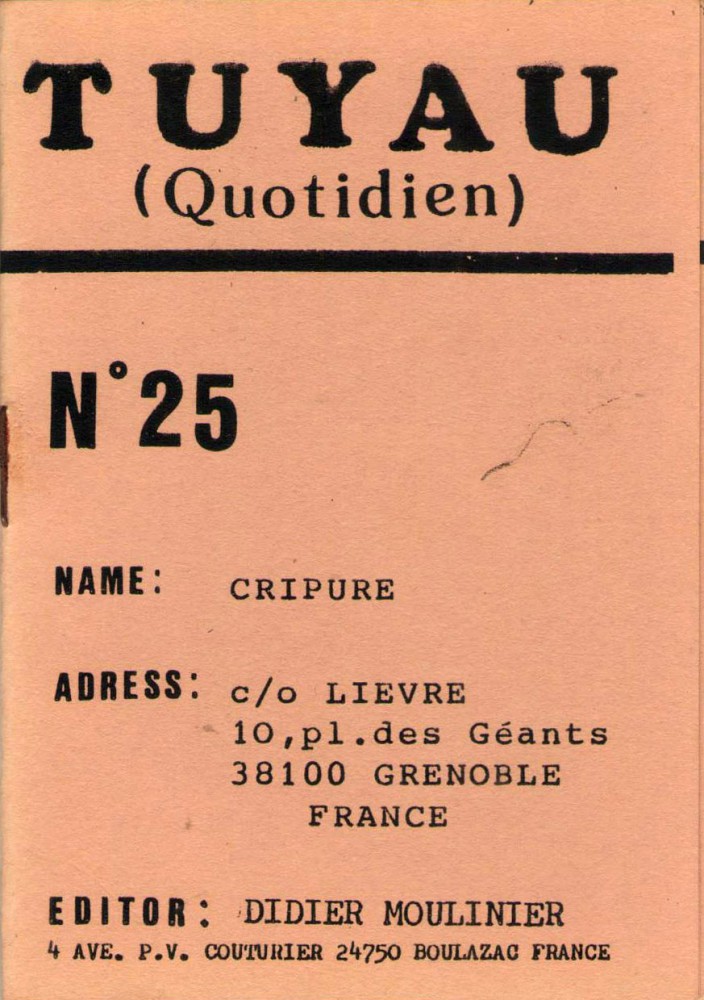 TUYAU
(Quotidien)
N°25
NAME: CRIPURE
ADRESS: c/o LIEVRE
10,pl.des Géants
38100 GRENOBLE
FRANCE
EDITOR: DIDIER MOULINIER
4 AVE. P.V. COUTURIER 24750 BOULAZAC FRANCE